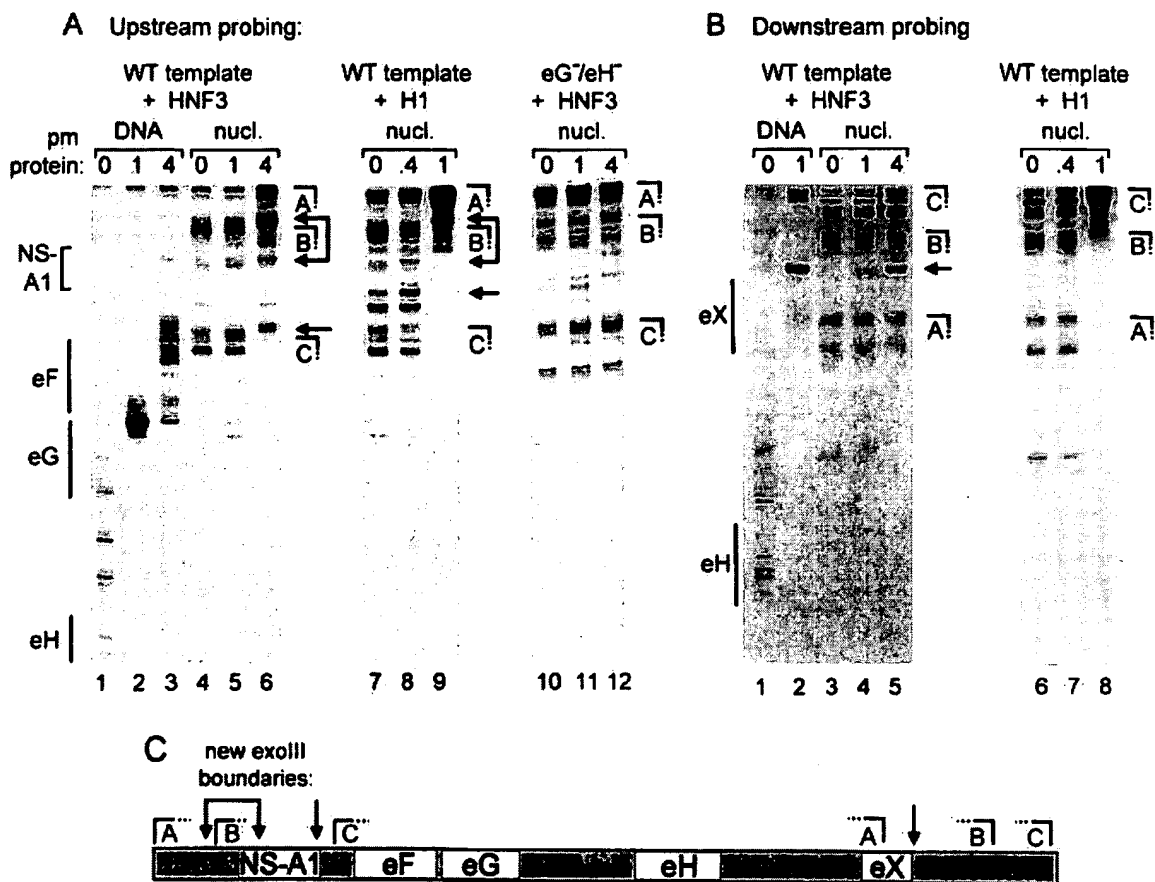 A Upstream probing:
B Downstream probing
WT template + HNF3
WT template + H1
eG⁻/eH⁻ + HNF3
WT template + HNF3
WT template + H1
DNA nucl. nucl. nucl. DNA nucl. nucl.
pm protein: 0 1 4 0 1 4 0 .4 1 0 1 4 0 1 0 1 4 0 .4 1
A B C A B C A B C C B A C B A
NS-A1
eF
eG
eH
eX
eH
1 2 3 4 5 6 7 8 9 10 11 12 1 2 3 4 5 6 7 8
C new exoIII boundaries:
A B C A B C
NS-A1 eF eG eH eX